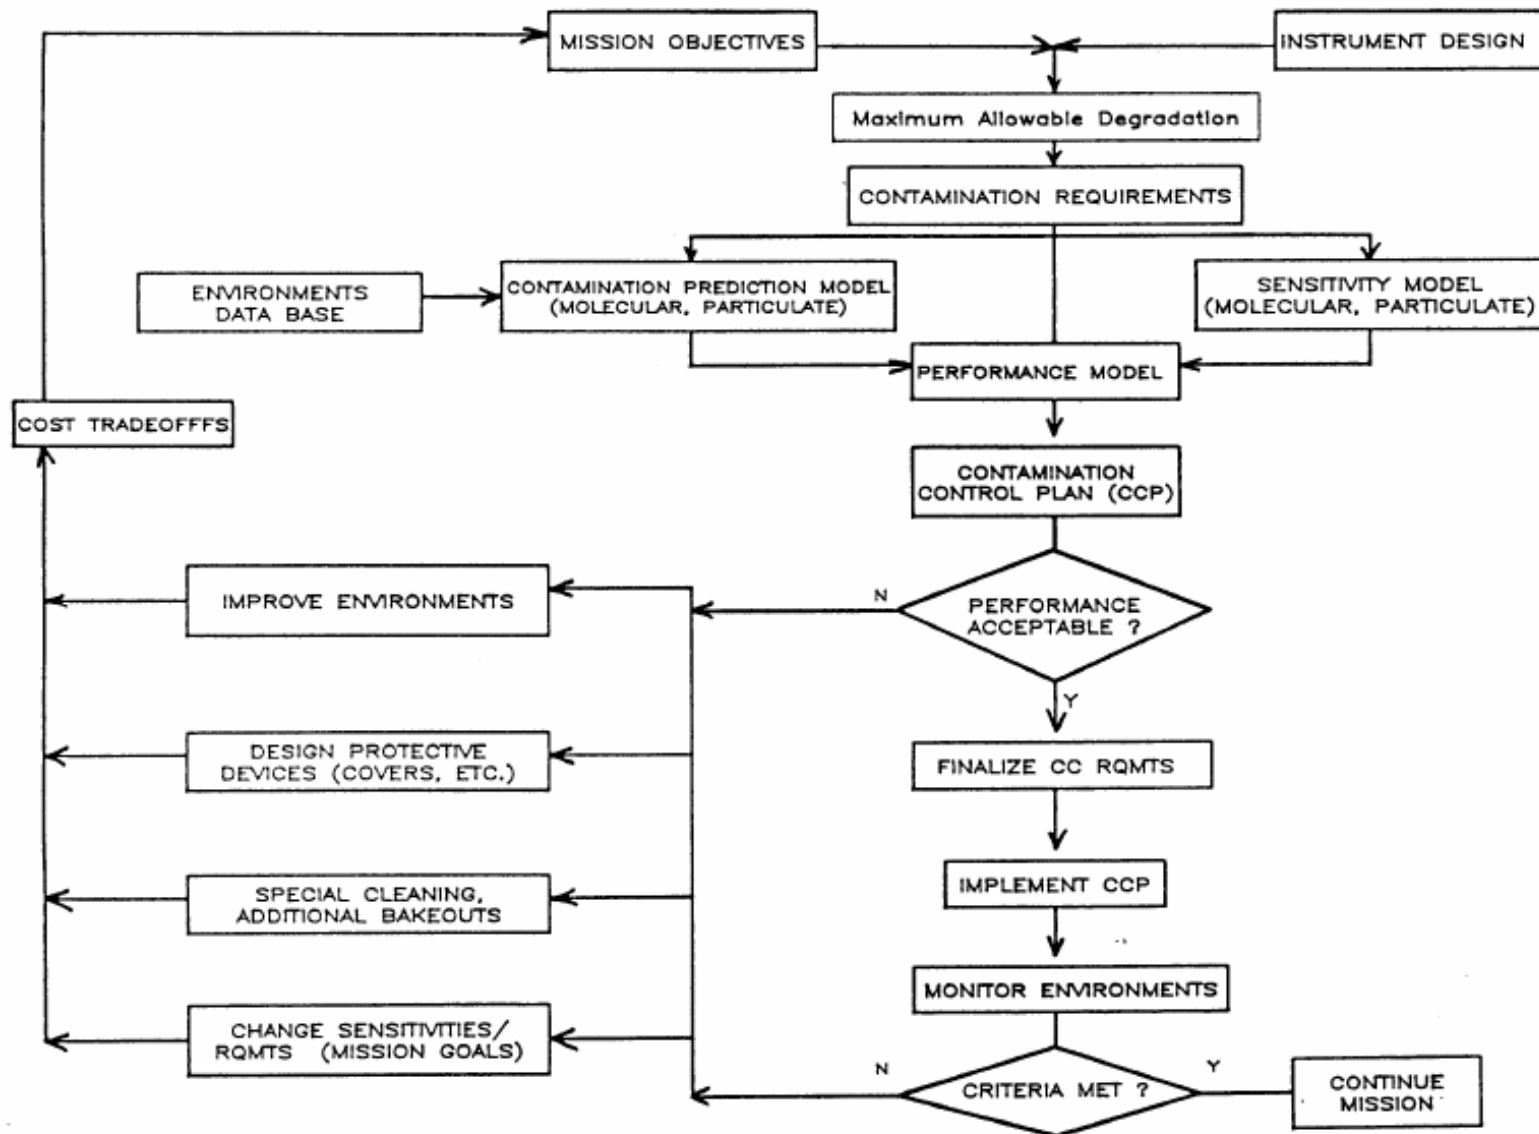 MISSION OBJECTIVES
INSTRUMENT DESIGN
Maximum Allowable Degradation
CONTAMINATION REQUIREMENTS
ENVIRONMENTS
DATA BASE
CONTAMINATION PREDICTION MODEL
(MOLECULAR, PARTICULATE)
SENSITIVITY MODEL
(MOLECULAR, PARTICULATE)
PERFORMANCE MODEL
COST TRADEOFFFS
CONTAMINATION
CONTROL PLAN (CCP)
IMPROVE ENVIRONMENTS
N
PERFORMANCE
ACCEPTABLE ?
Y
DESIGN PROTECTIVE
DEVICES (COVERS, ETC.)
FINALIZE CC RQMTS
SPECIAL CLEANING,
ADDITIONAL BAKEOUTS
IMPLEMENT CCP
MONITOR ENVIRONMENTS
CHANGE SENSITIVITIES/
RQMTS (MISSION GOALS)
N
CRITERIA MET ?
Y
CONTINUE
MISSION